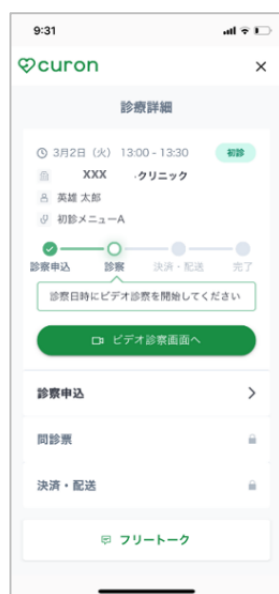 9:31
curon
診療詳細
3月2日（火） 13:00 - 13:30 初診
XXX ・クリニック
英雄 太郎
初診メニューA
診察申込 診察 決済・配送 完了
診察日時にビデオ診察を開始してください
ビデオ診察画面へ
診察申込
問診票
決済・配送
フリートーク